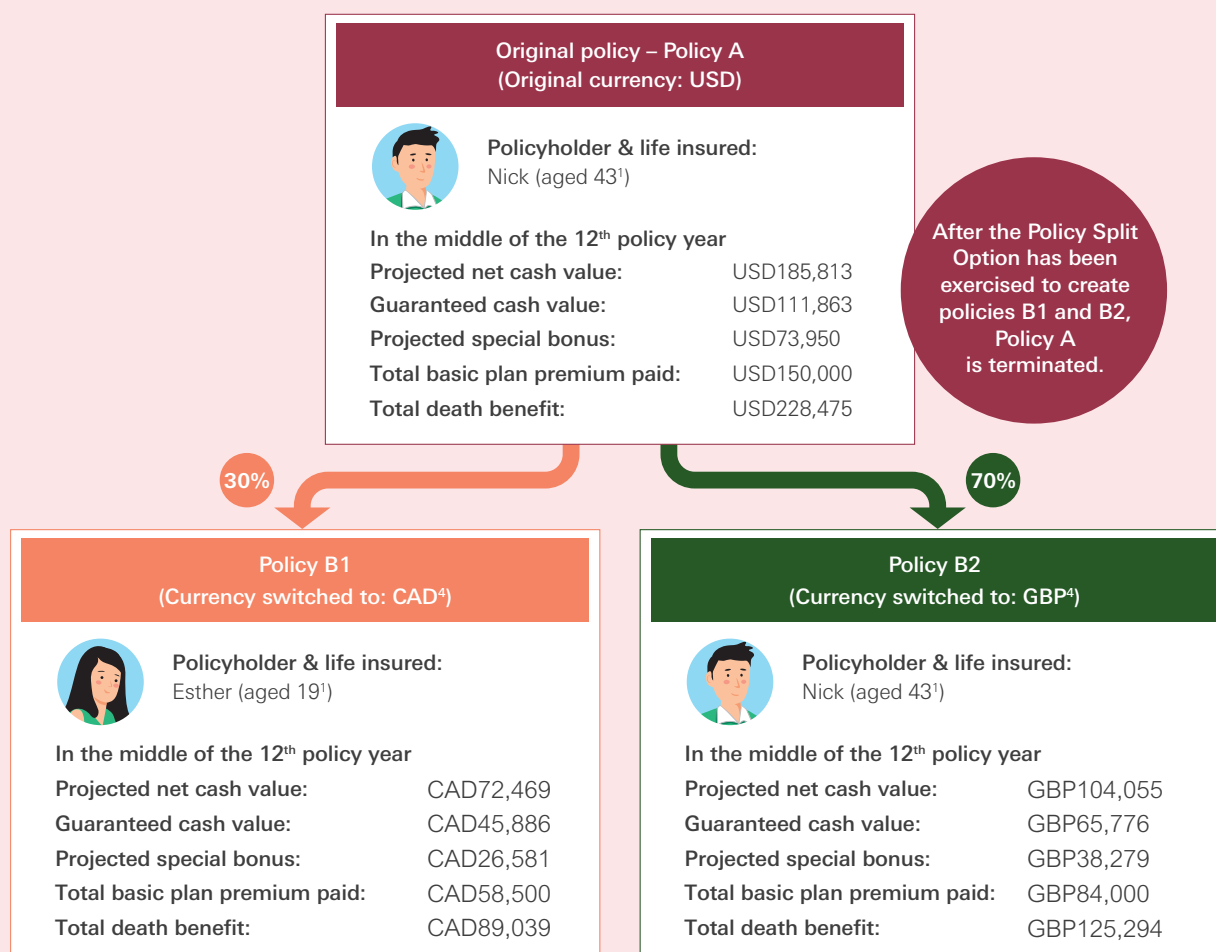 Original policy – Policy A
(Original currency: USD)
Policyholder & life insured:
Nick (aged 43¹)
In the middle of the 12th policy year
Projected net cash value: USD185,813
Guaranteed cash value: USD111,863
Projected special bonus: USD73,950
Total basic plan premium paid: USD150,000
Total death benefit: USD228,475
After the Policy Split
Option has been
exercised to create
policies B1 and B2,
Policy A
is terminated.
30%
70%
Policy B1
(Currency switched to: CAD⁴)
Policyholder & life insured:
Esther (aged 19¹)
In the middle of the 12th policy year
Projected net cash value: CAD72,469
Guaranteed cash value: CAD45,886
Projected special bonus: CAD26,581
Total basic plan premium paid: CAD58,500
Total death benefit: CAD89,039
Policy B2
(Currency switched to: GBP⁴)
Policyholder & life insured:
Nick (aged 43¹)
In the middle of the 12th policy year
Projected net cash value: GBP104,055
Guaranteed cash value: GBP65,776
Projected special bonus: GBP38,279
Total basic plan premium paid: GBP84,000
Total death benefit: GBP125,294